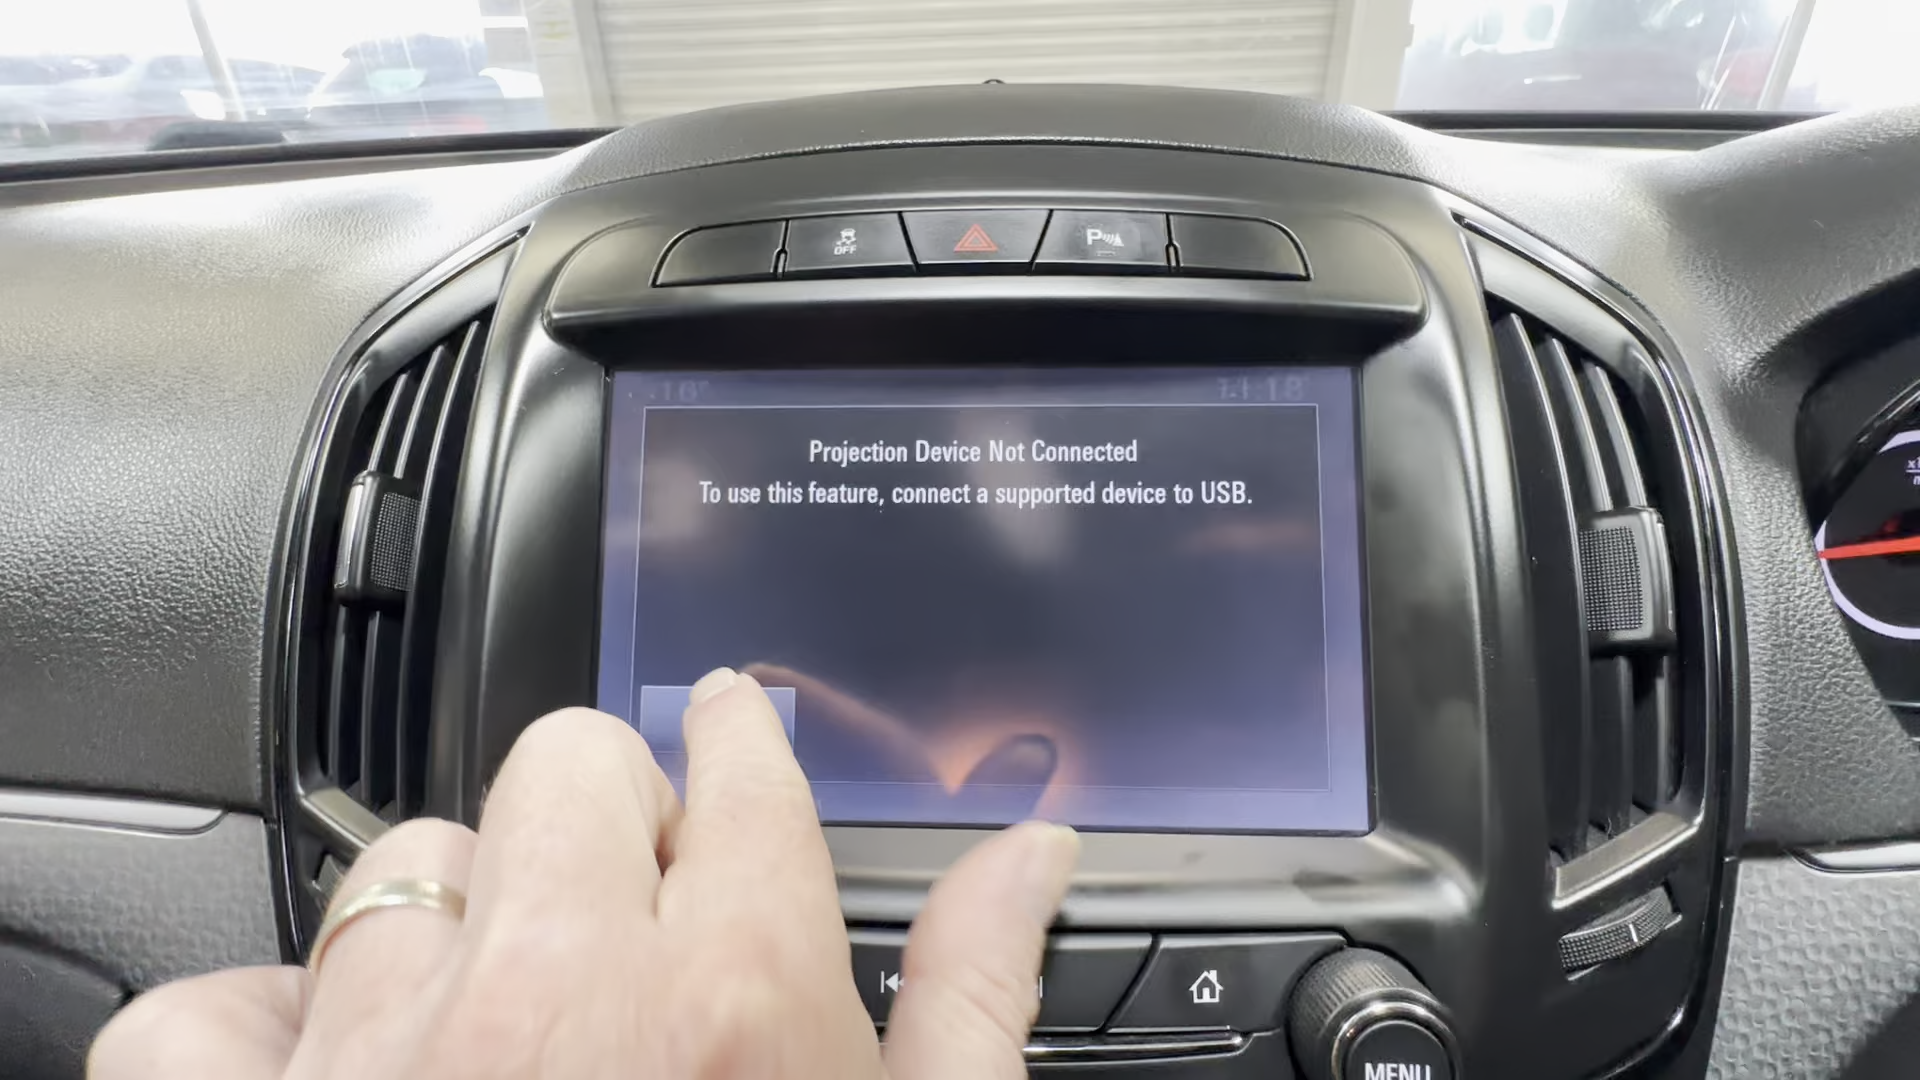 OFF
P
Projection Device Not Connected
To use this feature, connect a supported device to USB.
MENU